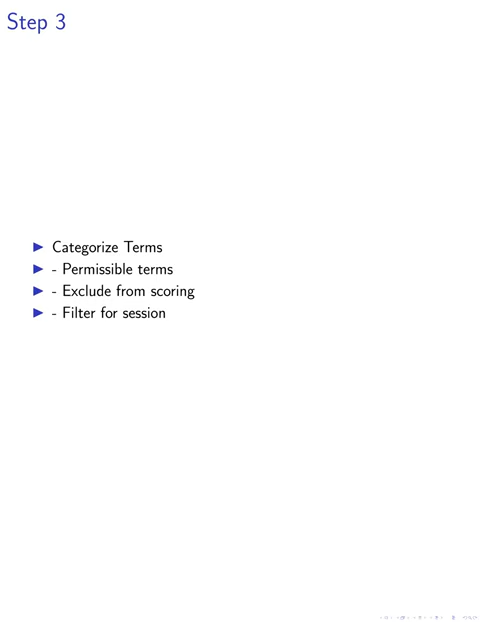 Step 3
Categorize Terms
- Permissible terms
- Exclude from scoring
- Filter for session